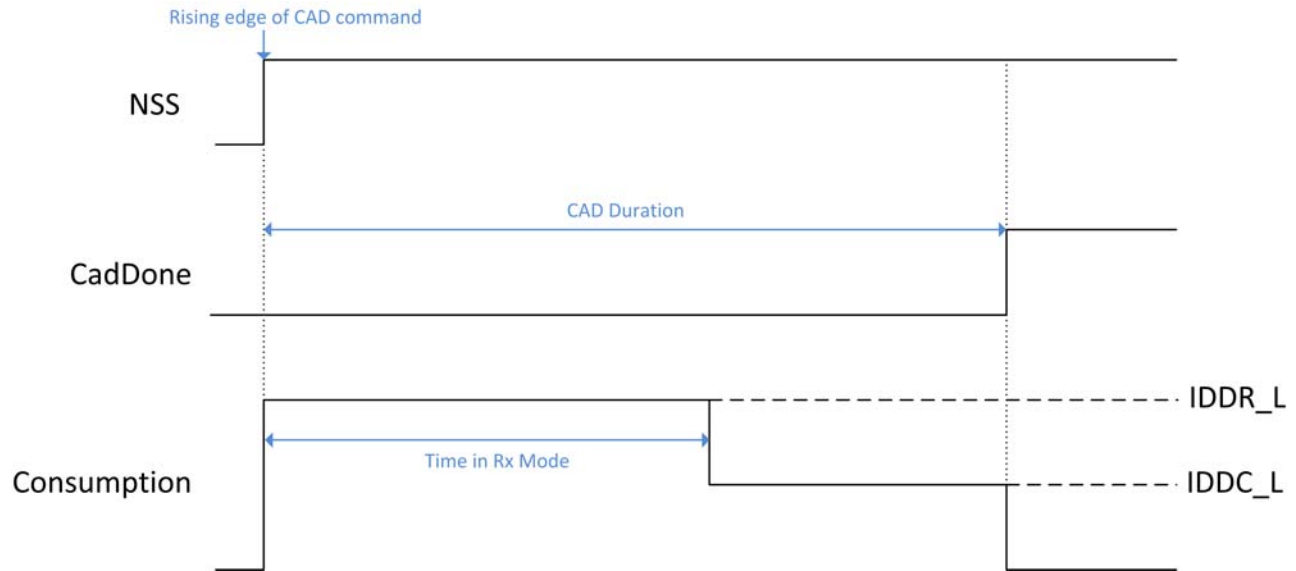 Rising edge of CAD command
NSS
CAD Duration
CadDone
IDDR_L
Time in Rx Mode
Consumption
IDDC_L